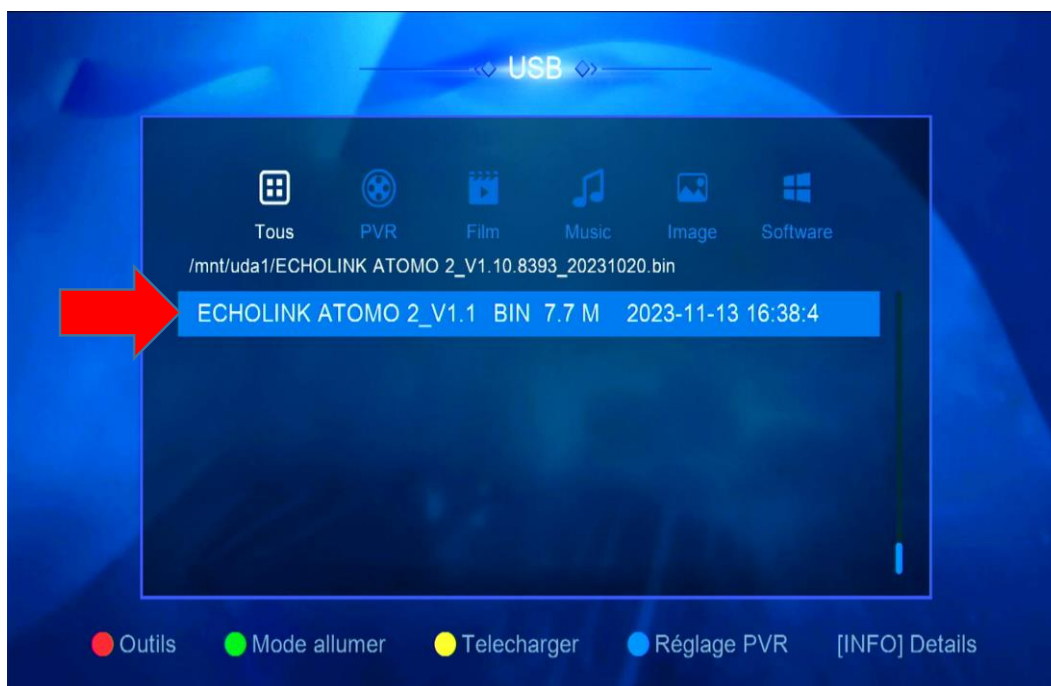 USB
Tous PVR Film Music Image Software
/mnt/uda1/ECHOLINK ATOMO 2_V1.10.8393_20231020.bin
ECHOLINK ATOMO 2_V1.1 BIN 7.7 M 2023-11-13 16:38:4
Outils Mode allumer Telecharger Réglage PVR [INFO] Details